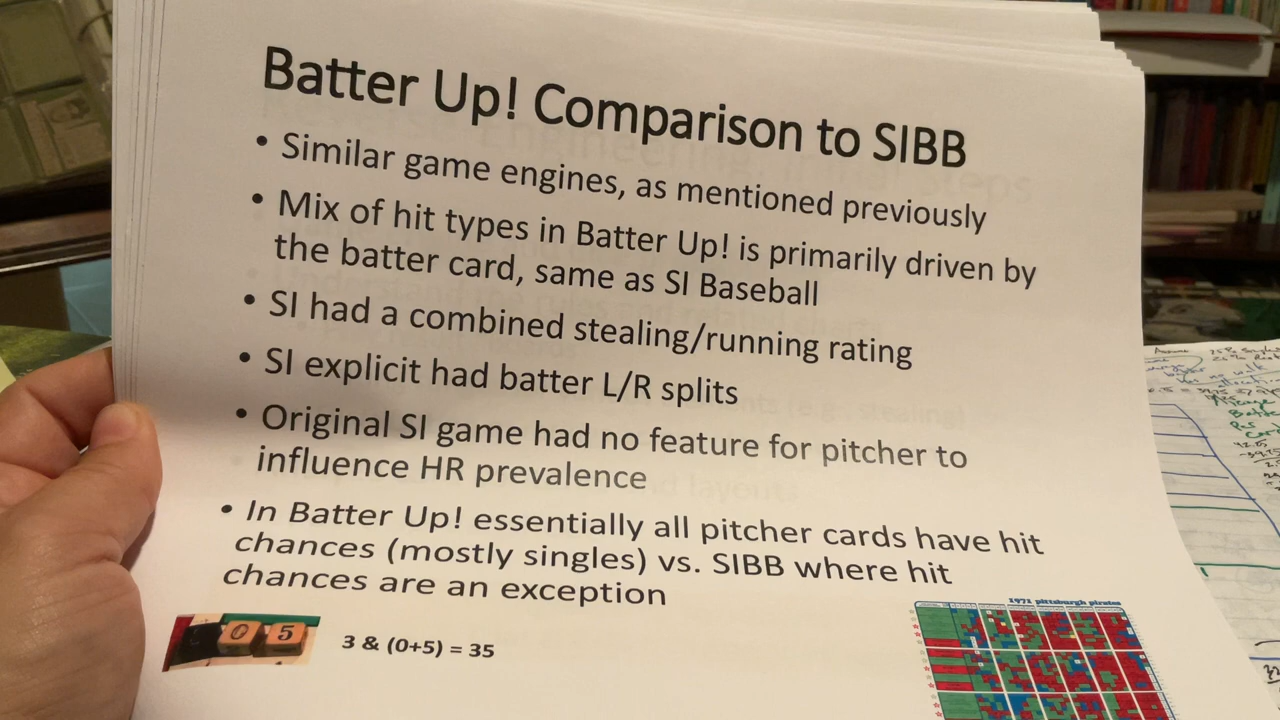 Batter Up! Comparison to SIBB
• Similar game engines, as mentioned previously
• Mix of hit types in Batter Up! is primarily driven by
the batter card, same as SI Baseball
• SI had a combined stealing/running rating
• SI explicit had batter L/R splits
• Original SI game had no feature for pitcher to
influence HR prevalence
• In Batter Up! essentially all pitcher cards have hit
chances (mostly singles) vs. SIBB where hit
chances are an exception
0 5
3 & (0+5) = 35
1971 pittsburgh pirates